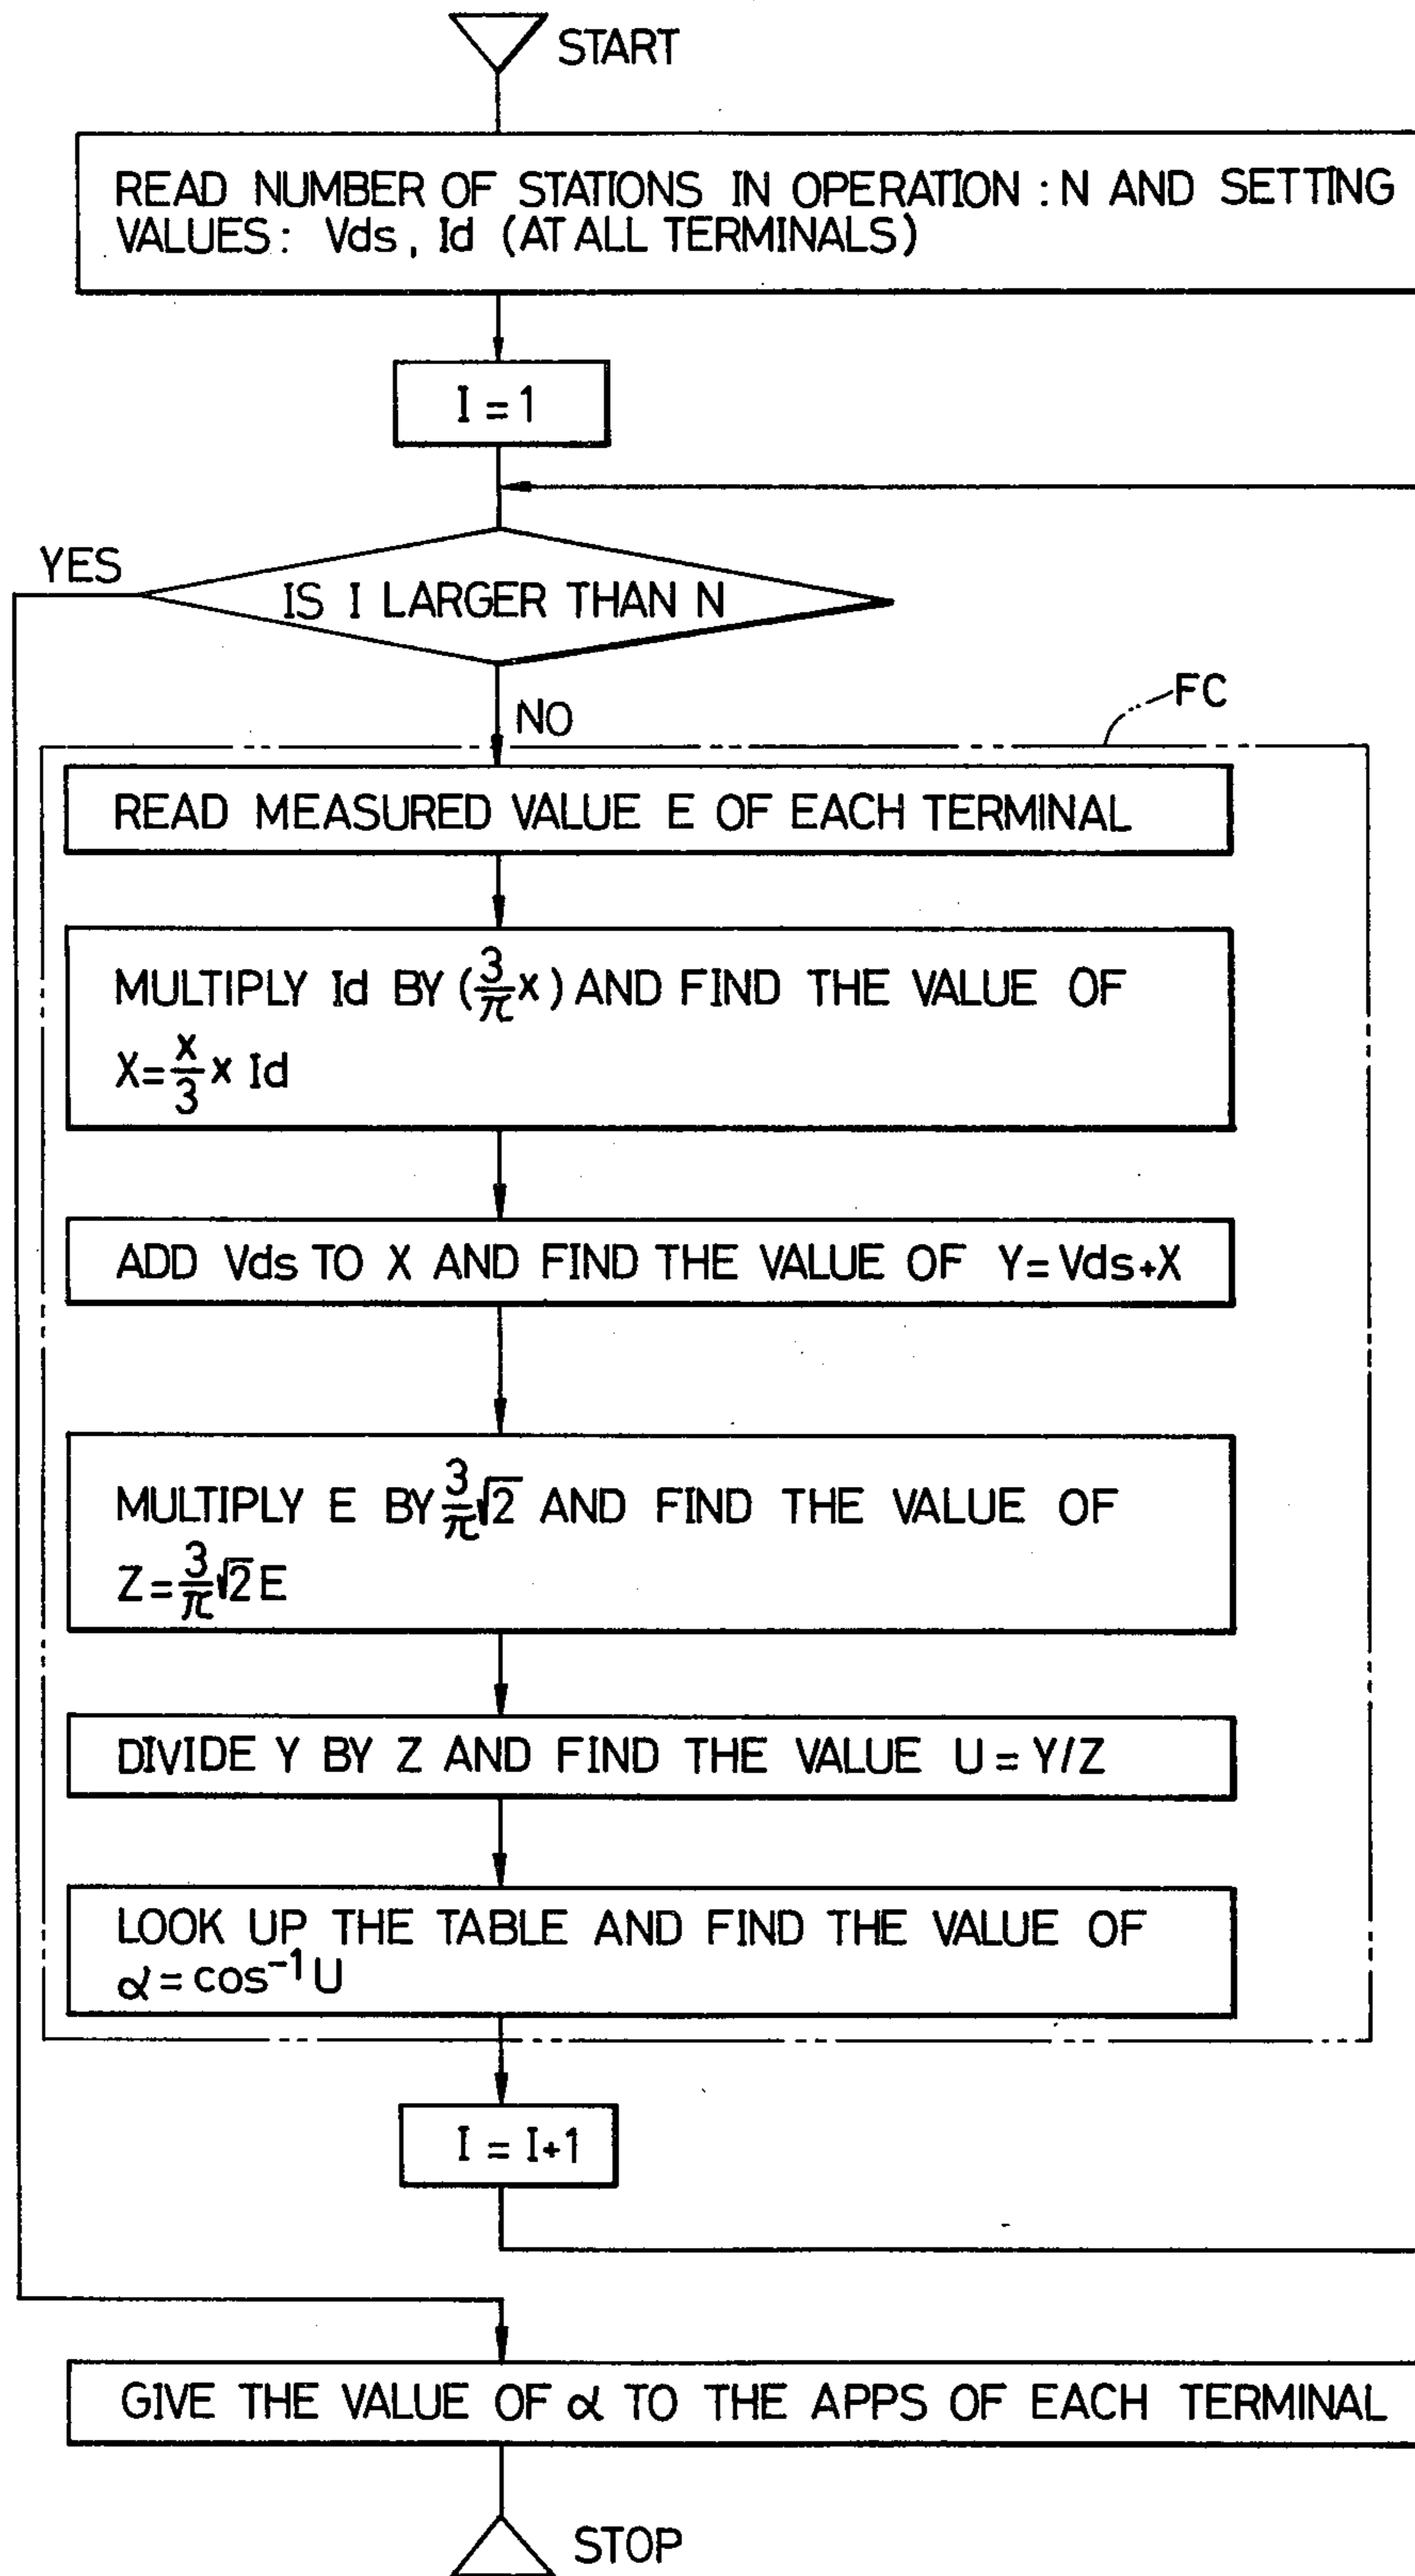 START
READ NUMBER OF STATIONS IN OPERATION : N AND SETTING
VALUES: Vds, Id (AT ALL TERMINALS)
I = 1
YES
IS I LARGER THAN N
NO
FC
READ MEASURED VALUE E OF EACH TERMINAL
MULTIPLY Id BY (3/π x) AND FIND THE VALUE OF
X = x/3 x Id
ADD Vds TO X AND FIND THE VALUE OF Y = Vds + X
MULTIPLY E BY 3/π √2 AND FIND THE VALUE OF
Z = 3/π √2 E
DIVIDE Y BY Z AND FIND THE VALUE U = Y/Z
LOOK UP THE TABLE AND FIND THE VALUE OF
α = cos⁻¹ U
I = I+1
GIVE THE VALUE OF α TO THE APPS OF EACH TERMINAL
STOP